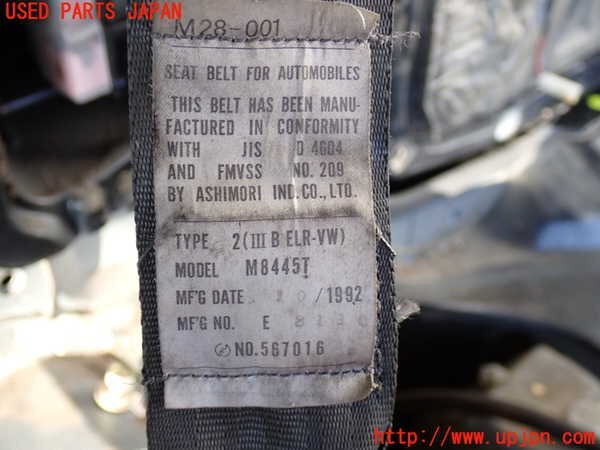 USED PARTS JAPAN
M28-001
SEAT BELT FOR AUTOMOBILES
THIS BELT HAS BEEN MANU-
FACTURED IN CONFORMITY
WITH JIS D 4604
AND FMVSS NO. 209
BY ASHIMORI IND.CO.,LTD.
TYPE 2(III B ELR-VW)
MODEL M8445T
MF'G DATE 10/1992
MF'G NO. E
NO.567016
http://www.upjan.com/